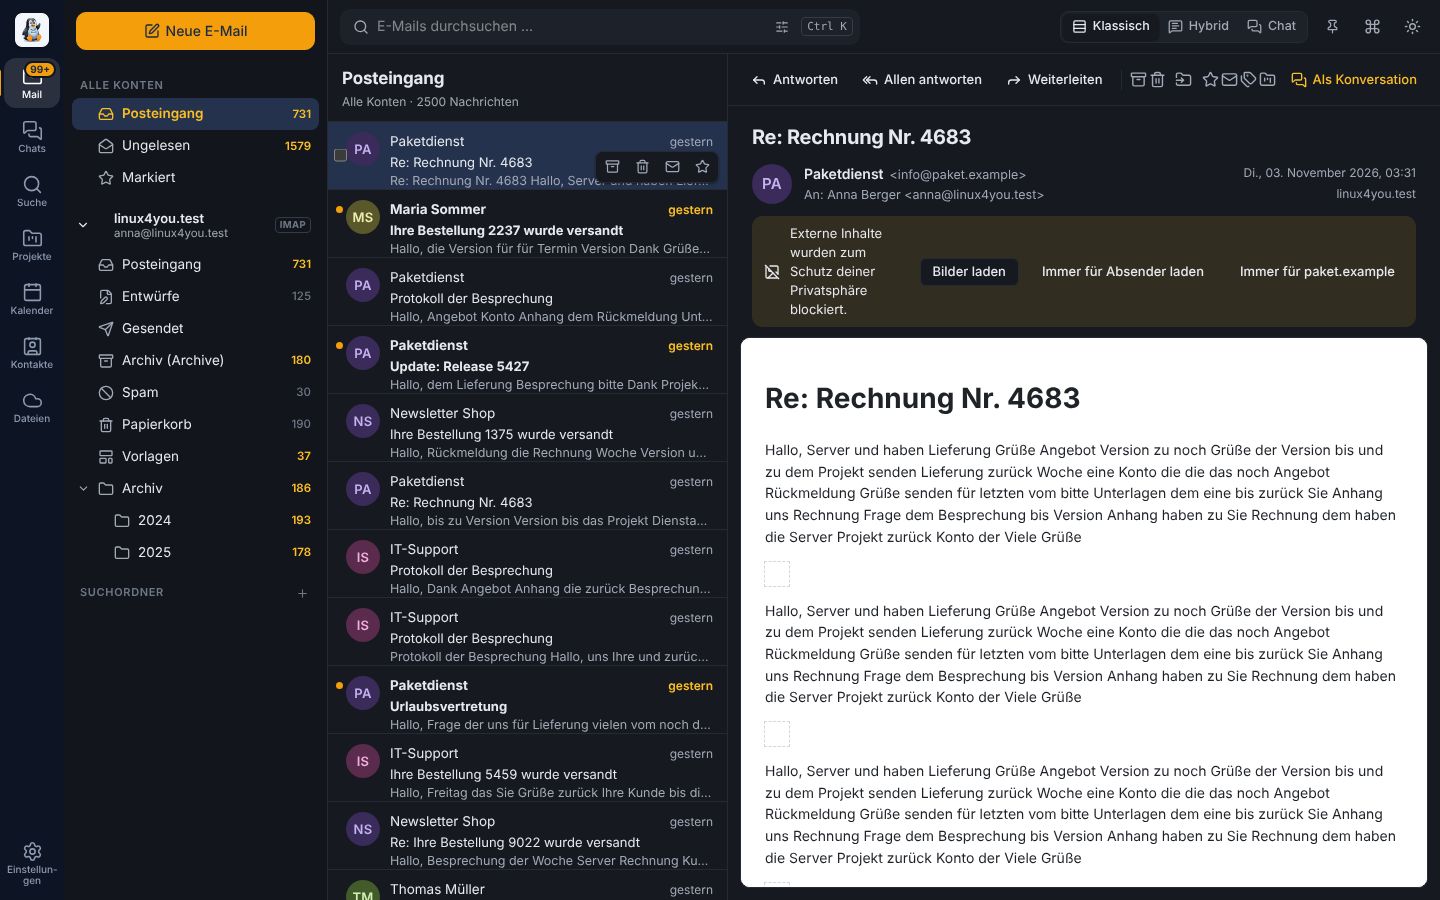 Neue E-Mail
E-Mails durchsuchen ...
Ctrl K
Klassisch
Hybrid
Chat
99+
Mail
Chats
Suche
Projekte
Kalender
Kontakte
Dateien
Einstellun-
gen
ALLE KONTEN
Posteingang 731
Ungelesen 1579
Markiert
linux4you.test
anna@linux4you.test
IMAP
Posteingang 731
Entwürfe 125
Gesendet
Archiv (Archive) 180
Spam 30
Papierkorb 190
Vorlagen 37
Archiv 186
2024 193
2025 178
SUCHORDNER +
Posteingang
Alle Konten · 2500 Nachrichten
PA Paketdienst gestern
Re: Rechnung Nr. 4683
Re: Rechnung Nr. 4683 Hallo, Server und haben Lief...
MS Maria Sommer gestern
Ihre Bestellung 2237 wurde versandt
Hallo, die Version für für Termin Version Dank Grüße...
PA Paketdienst gestern
Protokoll der Besprechung
Hallo, Angebot Konto Anhang dem Rückmeldung Unt...
PA Paketdienst gestern
Update: Release 5427
Hallo, dem Lieferung Besprechung bitte Dank Projek...
NS Newsletter Shop gestern
Ihre Bestellung 1375 wurde versandt
Hallo, Rückmeldung die Rechnung Woche Version u...
PA Paketdienst gestern
Re: Rechnung Nr. 4683
Hallo, bis zu Version Version bis das Projekt Diensta...
IS IT-Support gestern
Protokoll der Besprechung
Hallo, Dank Angebot Anhang die zurück Besprechun...
IS IT-Support gestern
Protokoll der Besprechung
Protokoll der Besprechung Hallo, uns Ihre und zurüc...
PA Paketdienst gestern
Urlaubsvertretung
Hallo, Frage der uns für Lieferung vielen vom noch d...
IS IT-Support gestern
Ihre Bestellung 5459 wurde versandt
Hallo, Freitag das Sie Grüße zurück Ihre Kunde bis di...
NS Newsletter Shop gestern
Re: Ihre Bestellung 9022 wurde versandt
Hallo, Besprechung der Woche Server Rechnung Ku...
TM Thomas Müller gestern
Antworten
Allen antworten
Weiterleiten
Als Konversation
Re: Rechnung Nr. 4683
PA
Paketdienst <info@paket.example>
Di., 03. November 2026, 03:31
An: Anna Berger <anna@linux4you.test>
linux4you.test
Externe Inhalte
wurden zum
Schutz deiner
Privatsphäre
blockiert.
Bilder laden
Immer für Absender laden
Immer für paket.example
Re: Rechnung Nr. 4683
Hallo, Server und haben Lieferung Grüße Angebot Version zu noch Grüße der Version bis und
zu dem Projekt senden Lieferung zurück Woche eine Konto die die das noch Angebot
Rückmeldung Grüße senden für letzten vom bitte Unterlagen dem eine bis zurück Sie Anhang
uns Rechnung Frage dem Besprechung bis Version Anhang haben zu Sie Rechnung dem haben
die Server Projekt zurück Konto der Viele Grüße
Hallo, Server und haben Lieferung Grüße Angebot Version zu noch Grüße der Version bis und
zu dem Projekt senden Lieferung zurück Woche eine Konto die die das noch Angebot
Rückmeldung Grüße senden für letzten vom bitte Unterlagen dem eine bis zurück Sie Anhang
uns Rechnung Frage dem Besprechung bis Version Anhang haben zu Sie Rechnung dem haben
die Server Projekt zurück Konto der Viele Grüße
Hallo, Server und haben Lieferung Grüße Angebot Version zu noch Grüße der Version bis und
zu dem Projekt senden Lieferung zurück Woche eine Konto die die das noch Angebot
Rückmeldung Grüße senden für letzten vom bitte Unterlagen dem eine bis zurück Sie Anhang
uns Rechnung Frage dem Besprechung bis Version Anhang haben zu Sie Rechnung dem haben
die Server Projekt zurück Konto der Viele Grüße